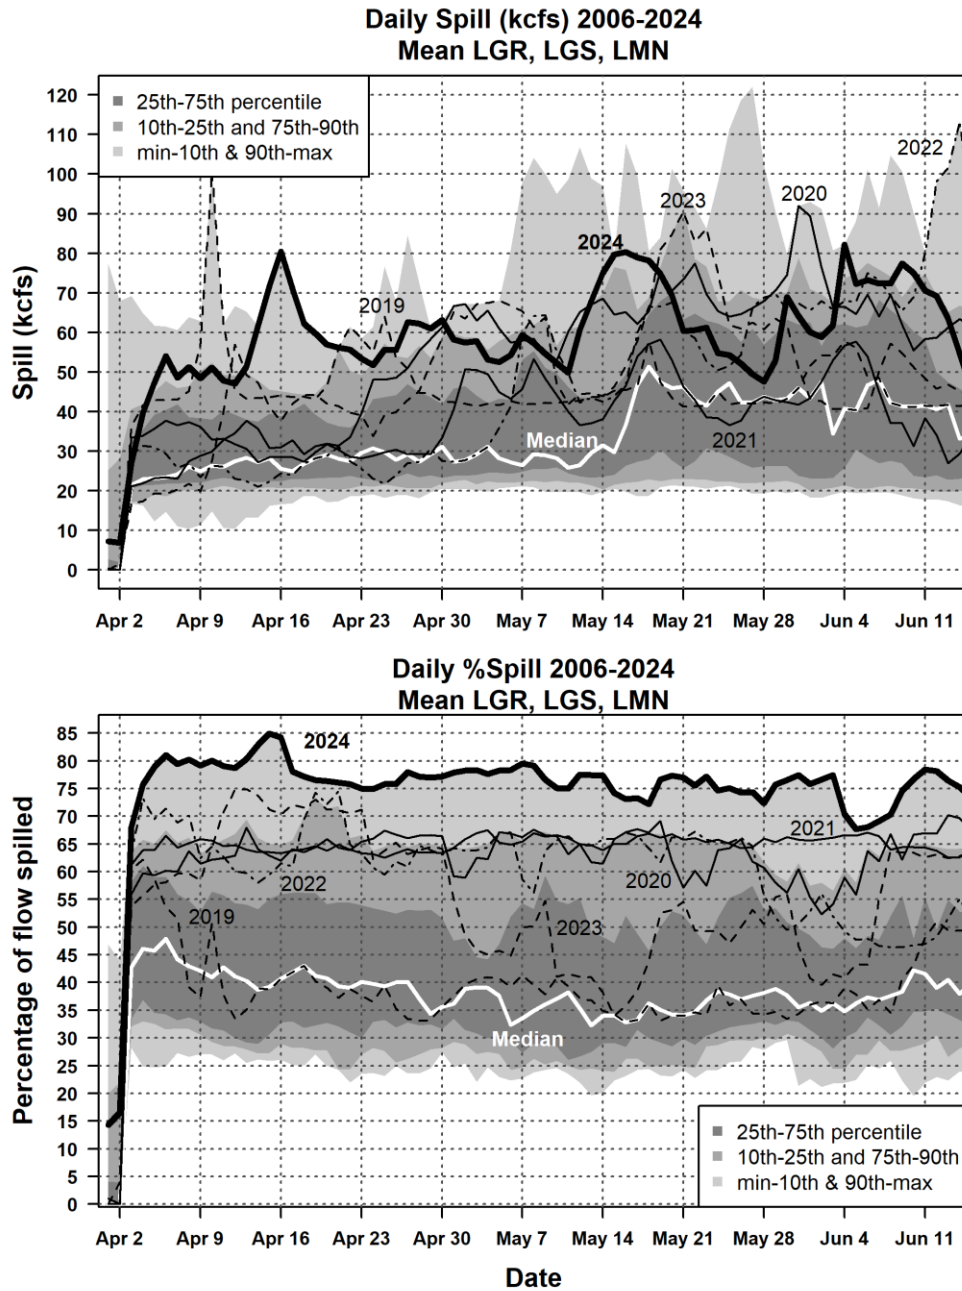 Daily Spill (kcfs) 2006-2024
Mean LGR, LGS, LMN
Spill (kcfs)
120
110
100
90
80
70
60
50
40
30
20
10
0
25th-75th percentile
10th-25th and 75th-90th
min-10th & 90th-max
2022
2020
2023
2024
2019
Median
2021
Apr 2 Apr 9 Apr 16 Apr 23 Apr 30 May 7 May 14 May 21 May 28 Jun 4 Jun 11
Daily %Spill 2006-2024
Mean LGR, LGS, LMN
Percentage of flow spilled
85
80
75
70
65
60
55
50
45
40
35
30
25
20
15
10
5
0
2024
2021
2022
2020
2019
2023
Median
25th-75th percentile
10th-25th and 75th-90th
min-10th & 90th-max
Apr 2 Apr 9 Apr 16 Apr 23 Apr 30 May 7 May 14 May 21 May 28 Jun 4 Jun 11
Date